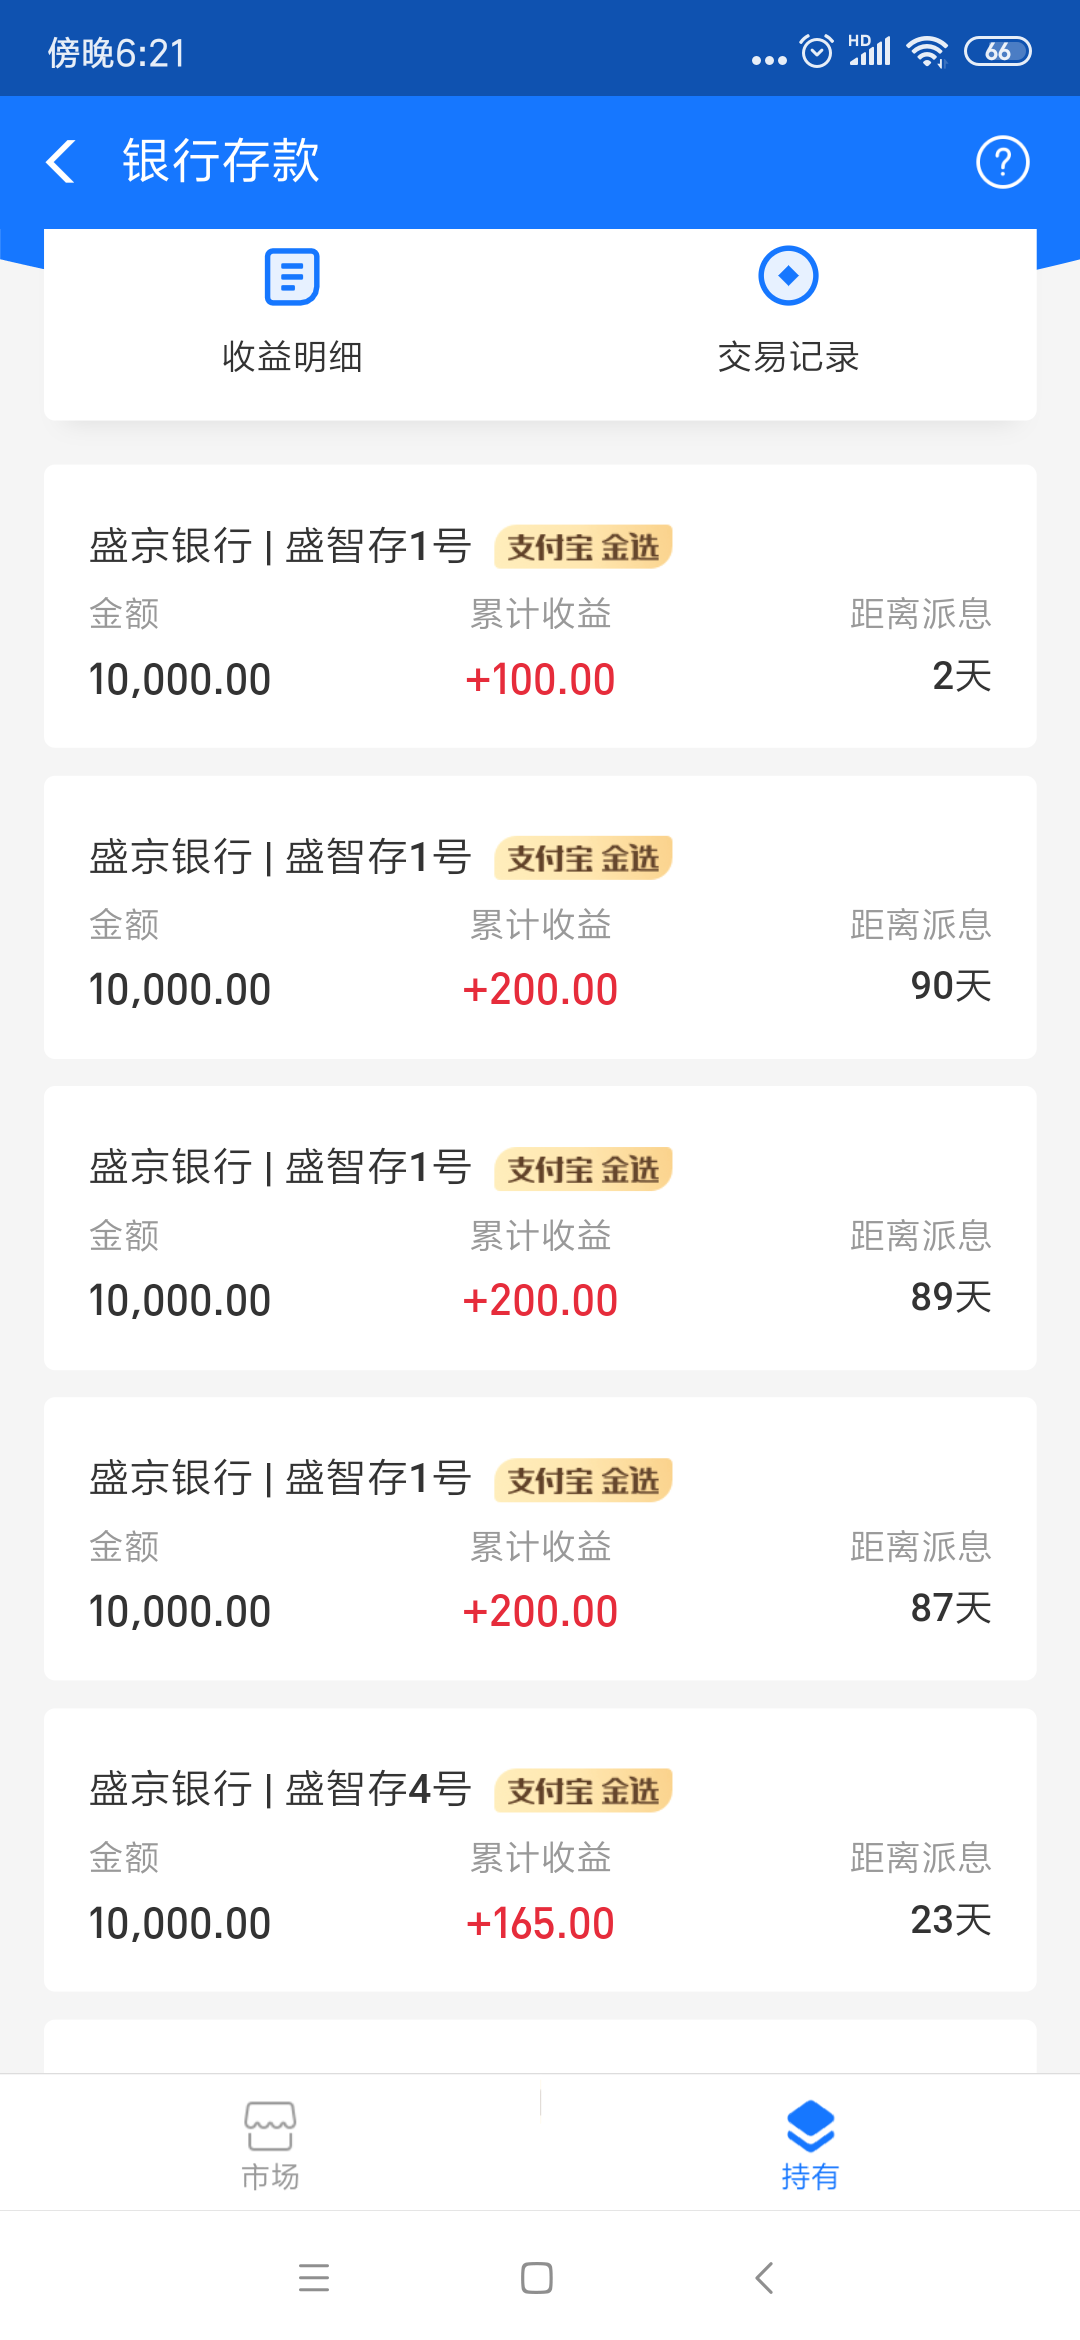 傍晚6:21 HD 66
银行存款
收益明细 交易记录
盛京银行 | 盛智存1号 支付宝 金选
金额 累计收益 距离派息
10,000.00 +100.00 2天
盛京银行 | 盛智存1号 支付宝 金选
金额 累计收益 距离派息
10,000.00 +200.00 90天
盛京银行 | 盛智存1号 支付宝 金选
金额 累计收益 距离派息
10,000.00 +200.00 89天
盛京银行 | 盛智存1号 支付宝 金选
金额 累计收益 距离派息
10,000.00 +200.00 87天
盛京银行 | 盛智存4号 支付宝 金选
金额 累计收益 距离派息
10,000.00 +165.00 23天
市场 持有